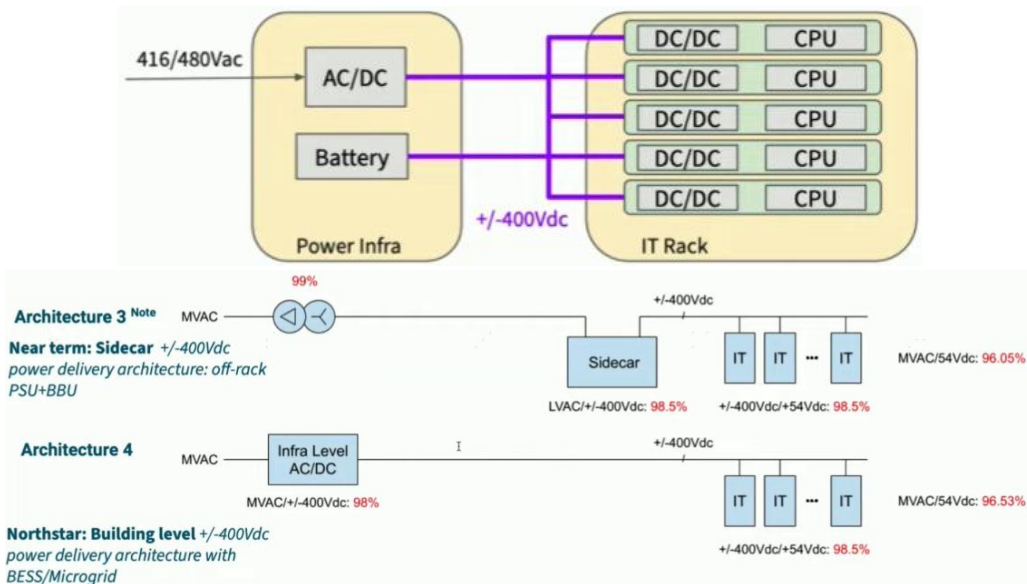 416/480Vac
AC/DC
Battery
Power Infra
+/-400Vdc
DC/DC CPU
DC/DC CPU
DC/DC CPU
DC/DC CPU
DC/DC CPU
IT Rack
99%
Architecture 3 Note
MVAC
+/-400Vdc
Near term: Sidecar +/-400Vdc
power delivery architecture: off-rack
PSU+BBU
Sidecar
IT IT ... IT
MVAC/54Vdc: 96.05%
LVAC/+/-400Vdc: 98.5%
+/-400Vdc/+54Vdc: 98.5%
Architecture 4
MVAC
Infra Level
AC/DC
+/-400Vdc
MVAC/+/-400Vdc: 98%
IT IT ... IT
MVAC/54Vdc: 96.53%
Northstar: Building level +/-400Vdc
power delivery architecture with
BESS/Microgrid
+/-400Vdc/+54Vdc: 98.5%